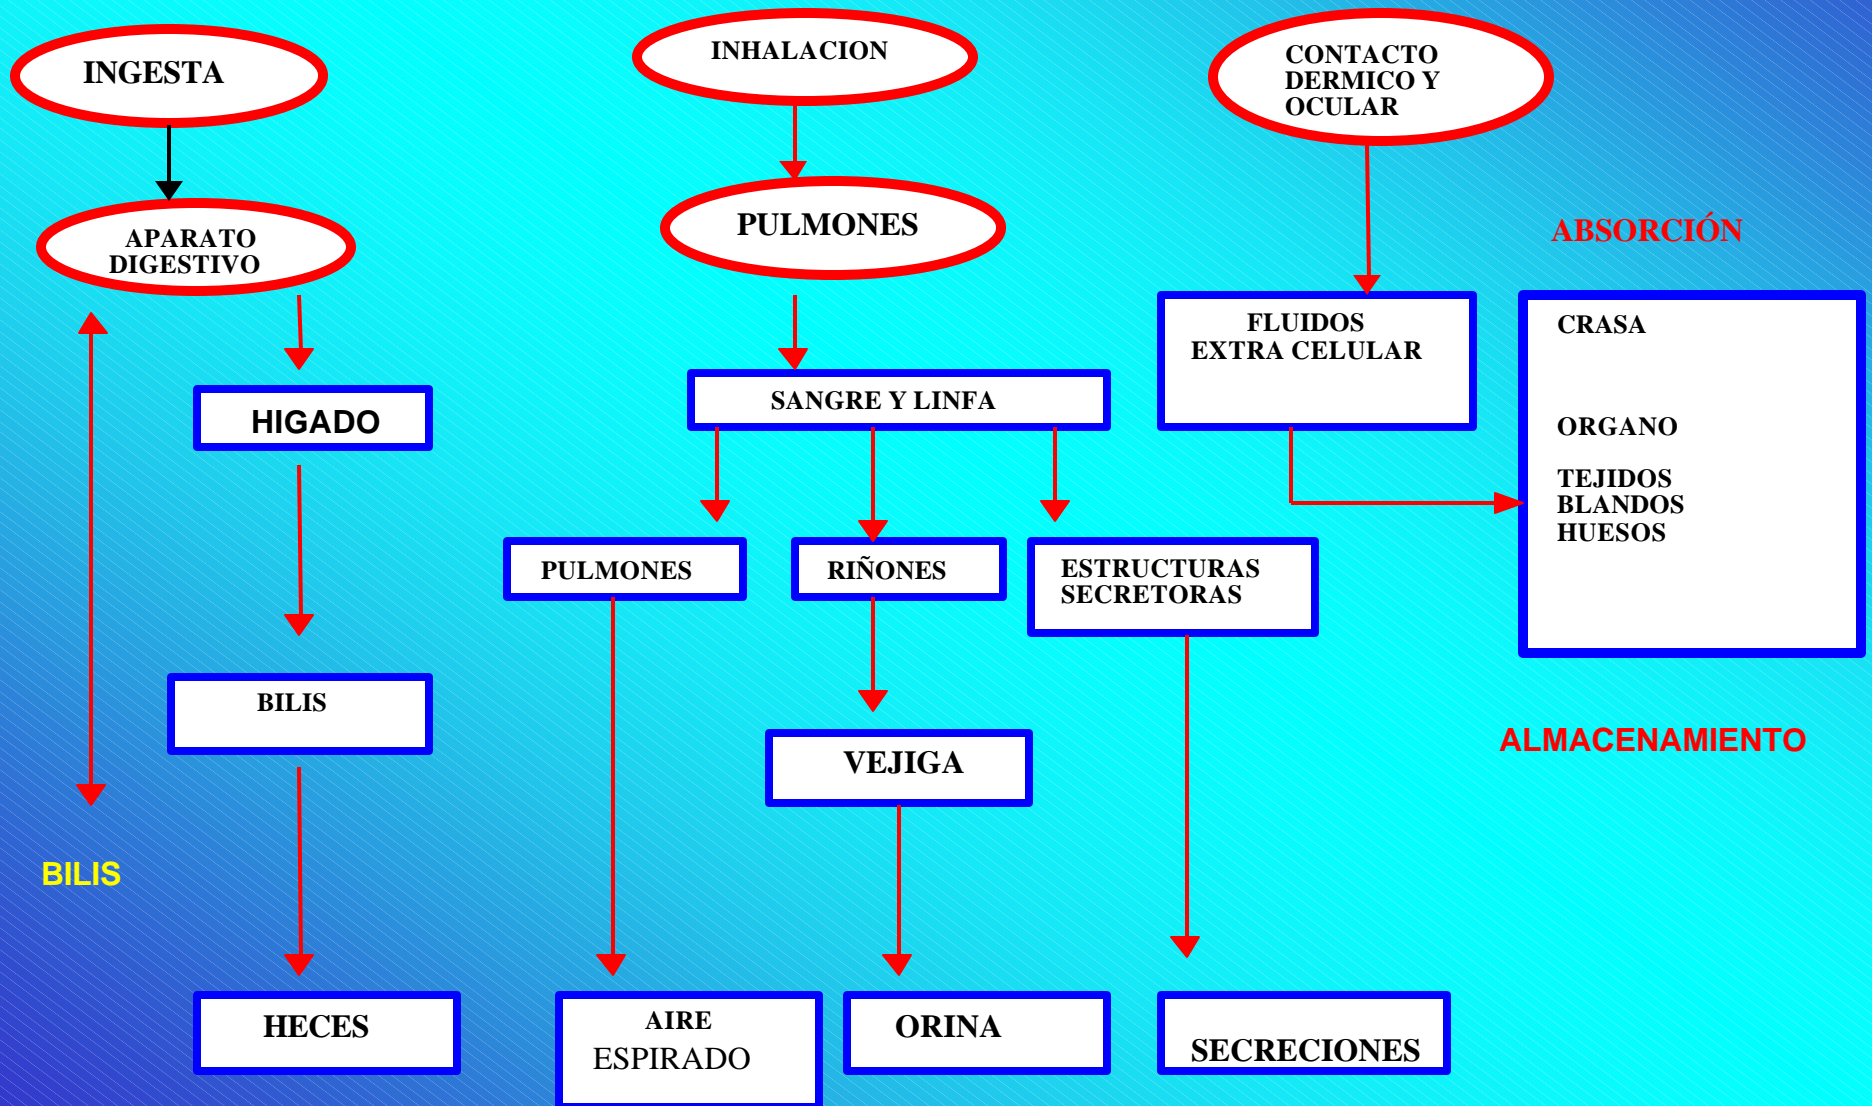 INGESTA
INHALACION
CONTACTO
DERMICO Y
OCULAR
APARATO
DIGESTIVO
PULMONES
ABSORCIÓN
HIGADO
SANGRE Y LINFA
FLUIDOS
EXTRA CELULAR
CRASA
ORGANO
TEJIDOS
BLANDOS
HUESOS
PULMONES
RIÑONES
ESTRUCTURAS
SECRETORAS
BILIS
VEJIGA
ALMACENAMIENTO
BILIS
HECES
AIRE
ESPIRADO
ORINA
SECRECIONES